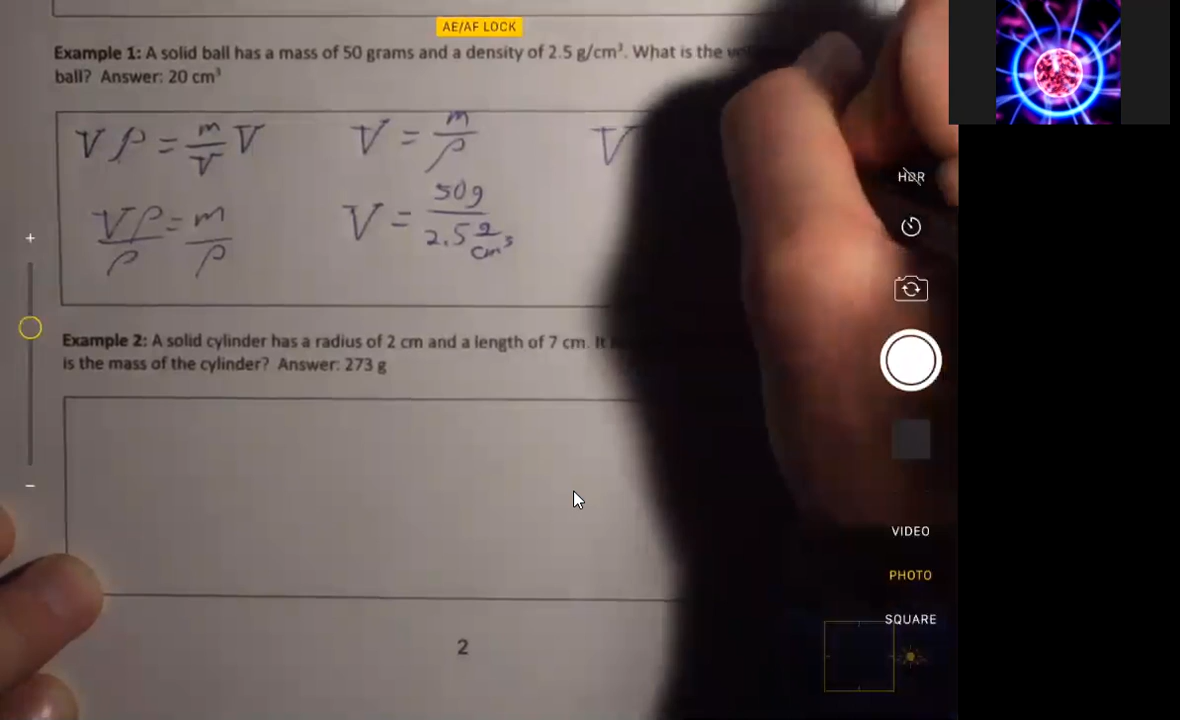 AE/AF LOCK
Example 1: A solid ball has a mass of 50 grams and a density of 2.5 g/cm³. What is the
ball? Answer: 20 cm³
V ρ = m/V V
V = m/ρ
V
Vρ/ρ = m/ρ
V = 50g / 2.5 g/cm³
HDR
Example 2: A solid cylinder has a radius of 2 cm and a length of 7 cm. It
is the mass of the cylinder? Answer: 273 g
VIDEO
PHOTO
SQUARE
2